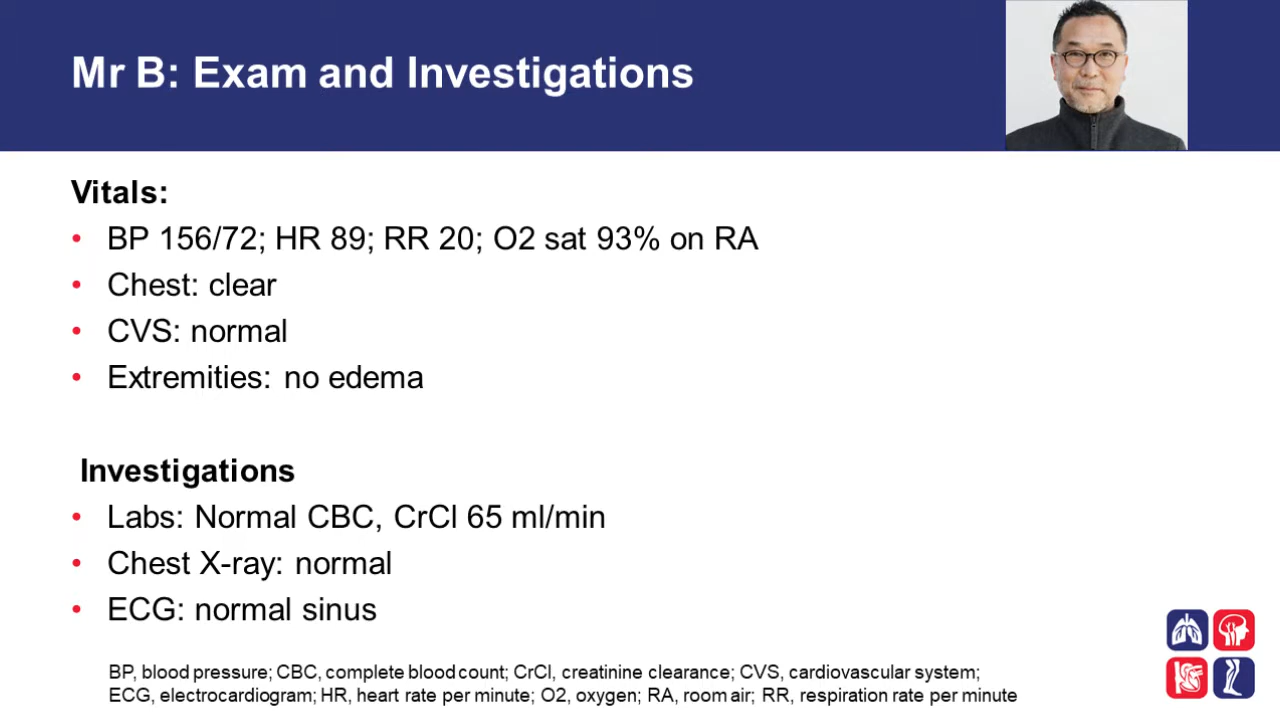 Mr B: Exam and Investigations
Vitals:
• BP 156/72; HR 89; RR 20; O2 sat 93% on RA
• Chest: clear
• CVS: normal
• Extremities: no edema
Investigations
• Labs: Normal CBC, CrCl 65 ml/min
• Chest X-ray: normal
• ECG: normal sinus
BP, blood pressure; CBC, complete blood count; CrCl, creatinine clearance; CVS, cardiovascular system;
ECG, electrocardiogram; HR, heart rate per minute; O2, oxygen; RA, room air; RR, respiration rate per minute